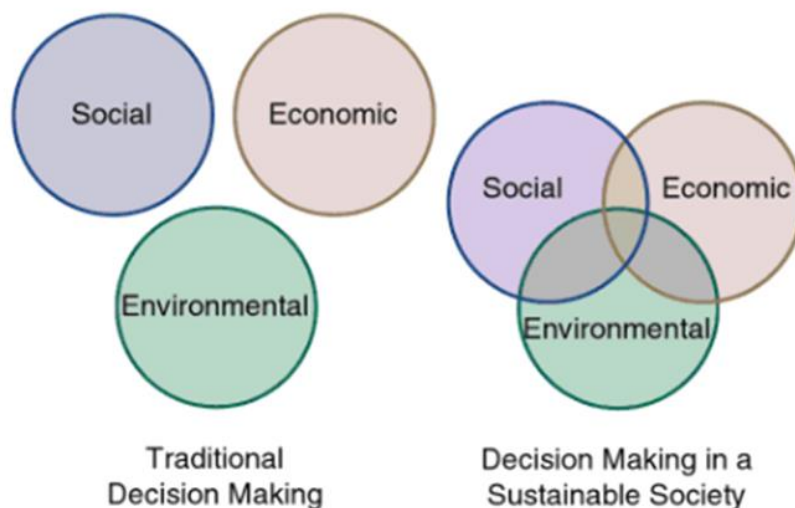 Social
Economic
Environmental
Traditional
Decision Making
Social
Economic
Environmental
Decision Making in a
Sustainable Society